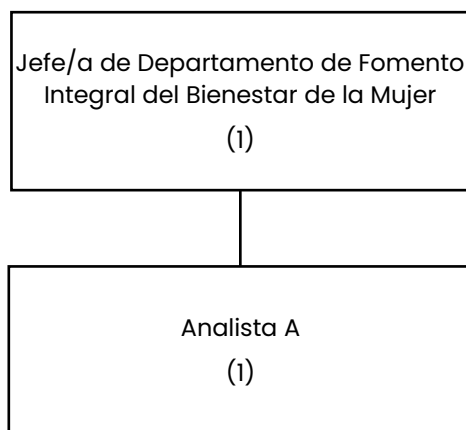 Jefe/a de Departamento de Fomento
Integral del Bienestar de la Mujer
(1)
Analista A
(1)